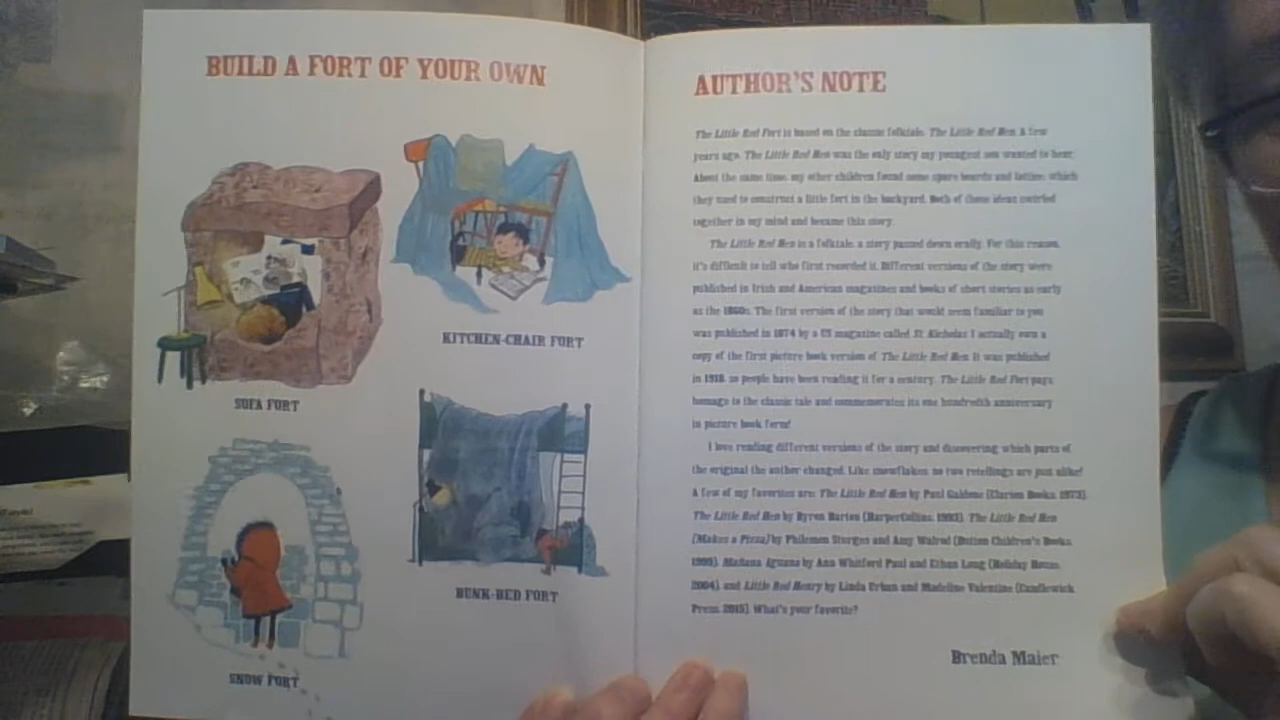 BUILD A FORT OF YOUR OWN
SOFA FORT
KITCHEN-CHAIR FORT
SNOW FORT
BUNK-BED FORT
AUTHOR'S NOTE
The Little Red Fort is based on the classic folktale, The Little Red Hen. A few
years ago, The Little Red Hen was the only story my youngest son wanted to hear.
About the same time, my other children found some spare boards and lattice, which
they used to construct a little fort in the backyard. Both of these ideas swirled
together in my mind and became this story.
The Little Red Hen is a folktale, a story passed down orally. For this reason,
it's difficult to tell who first recorded it. Different versions of the story were
published in Irish and American magazines and books of short stories as early
as the 1860s. The first version of the story that would seem familiar to you
was published in 1874 by a US magazine called St. Nicholas. I actually own a
copy of the first picture book version of The Little Red Hen. It was published
in 1918, so people have been reading it for a century. The Little Red Fort pays
homage to the classic tale and commemorates its one hundredth anniversary
in picture book form!
I love reading different versions of the story and discovering which parts of
the original the author changed. Like snowflakes, no two retellings are just alike!
A few of my favorites are: The Little Red Hen by Paul Galdone (Clarion Books, 1973),
The Little Red Hen by Byron Barton (HarperCollins, 1993), The Little Red Hen
(Makes a Pizza) by Philemon Sturges and Amy Walrod (Dutton Children's Books,
1999), Mañana Iguana by Ann Whitford Paul and Ethan Long (Holiday House,
2004), and Little Red Henry by Linda Urban and Madeline Valentine (Candlewick
Press, 2015). What's your favorite?
Brenda Maier